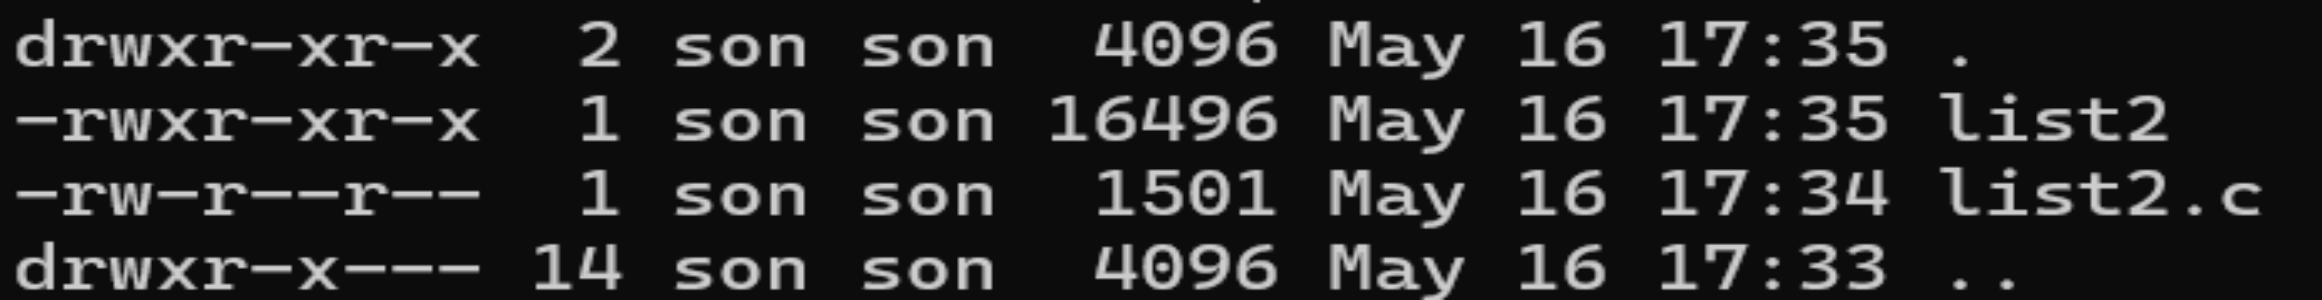 drwxr-xr-x  2 son son  4096 May 16 17:35 .
-rwxr-xr-x  1 son son 16496 May 16 17:35 list2
-rw-r--r--  1 son son  1501 May 16 17:34 list2.c
drwxr-x--- 14 son son  4096 May 16 17:33 ..